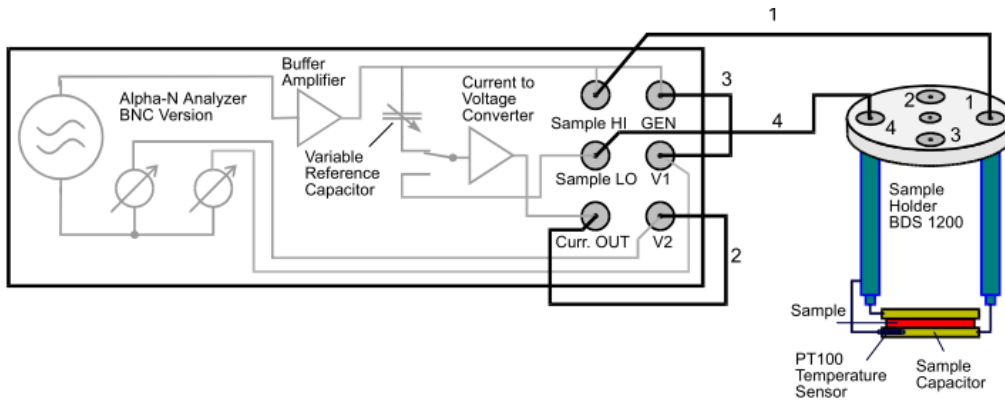 1
Buffer
Amplifier
Alpha-N Analyzer
BNC Version
Current to
Voltage
Converter
Variable
Reference
Capacitor
Sample HI
GEN
3
4
Sample LO
V1
Curr. OUT
V2
2
2
1
4
3
Sample
Holder
BDS 1200
Sample
PT100
Temperature
Sensor
Sample
Capacitor